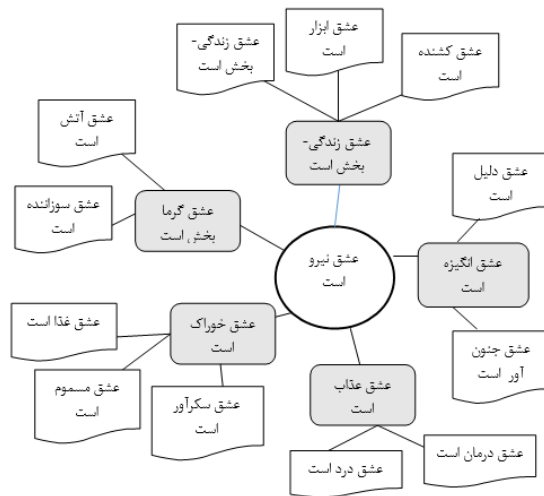 عشق ابزار
است
عشق زندگی-
بخش است
عشق کشنده
است
عشق زندگی-
بخش است
عشق آتش
است
عشق سوزاننده
است
عشق گرما
بخش است
عشق دلیل
است
عشق انگیزه
است
عشق جنون
آور است
عشق نیرو
است
عشق خوراک
است
عشق غذا است
عشق مسموم
است
عشق سکرآور
است
عشق عذاب
است
عشق درمان است
عشق درد است